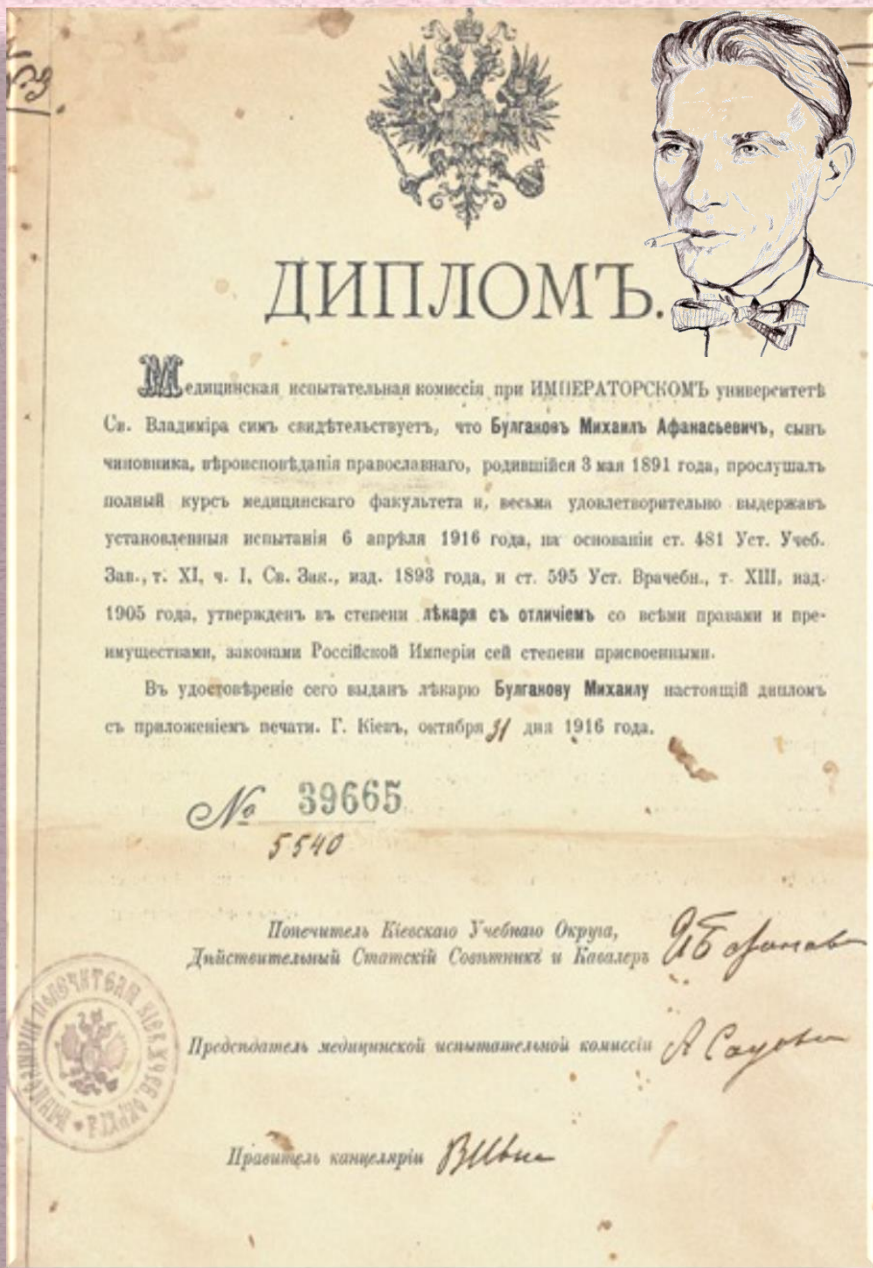 ДИПЛОМЪ.
Медицинская испытательная комиссія при ИМПЕРАТОРСКОМЪ университетѣ
Св. Владиміра симъ свидѣтельствуетъ, что Булгаковъ Михаилъ Афанасьевичъ, сынъ
чиновника, вѣроисповѣданія православнаго, родившійся 3 мая 1891 года, прослушалъ
полный курсъ медицинскаго факультета и, весьма удовлетворительно выдержавъ
установленныя испытанія 6 апрѣля 1916 года, на основаніи ст. 481 Уст. Учеб.
Зав., т. XI, ч. I, Св. Зак., изд. 1893 года, и ст. 595 Уст. Врачебн., т. XIII, изд.
1905 года, утвержденъ въ степени лѣкаря съ отличіемъ со всѣми правами и пре-
имуществами, законами Россійской Имперіи сей степени присвоенными.
Въ удостовѣреніе сего выданъ лѣкарю Булгакову Михаилу настоящій дипломъ
съ приложеніемъ печати. Г. Кіевъ, октября 31 дня 1916 года.
№ 39665
5540
Попечитель Кіевскаго Учебнаго Округа,
Дѣйствительный Статскій Совѣтникъ и Кавалеръ
Предсѣдатель медицинской испытательной комиссіи
Правитель канцеляріи